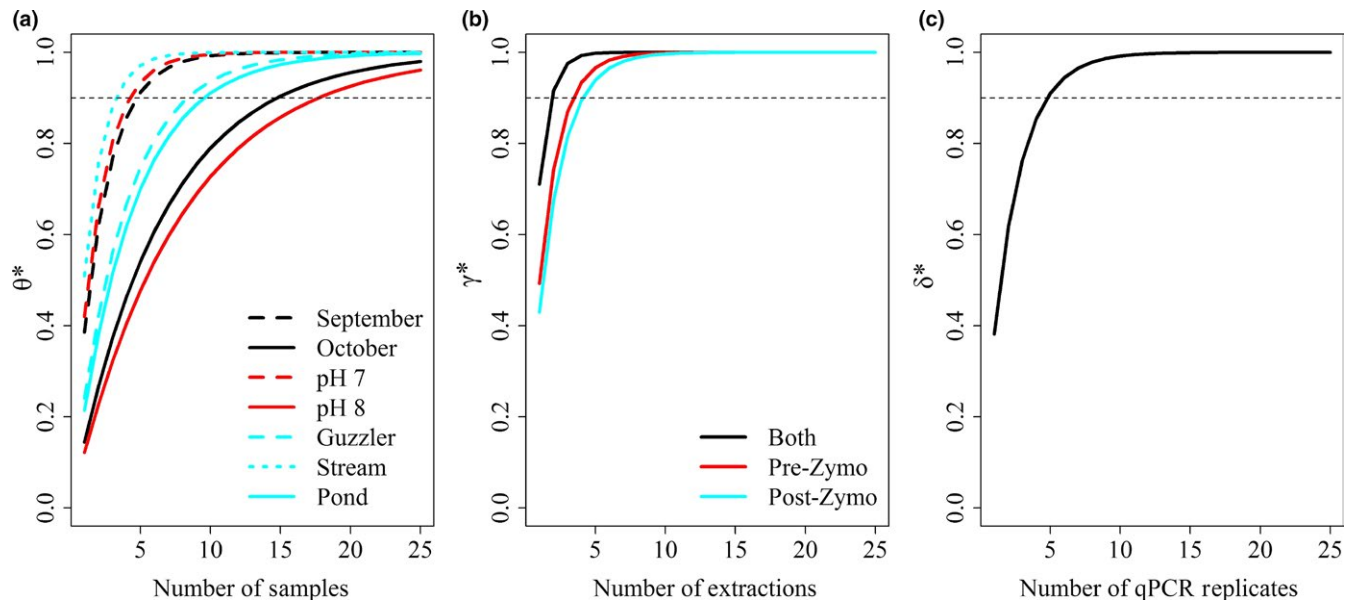 (a)
1.0
0.8
0.6
0.4
0.2
0.0
θ*
September
October
pH 7
pH 8
Guzzler
Stream
Pond
5 10 15 20 25
Number of samples
(b)
1.0
0.8
0.6
0.4
0.2
0.0
γ*
Both
Pre-Zymo
Post-Zymo
5 10 15 20 25
Number of extractions
(c)
1.0
0.8
0.6
0.4
0.2
0.0
δ*
5 10 15 20 25
Number of qPCR replicates